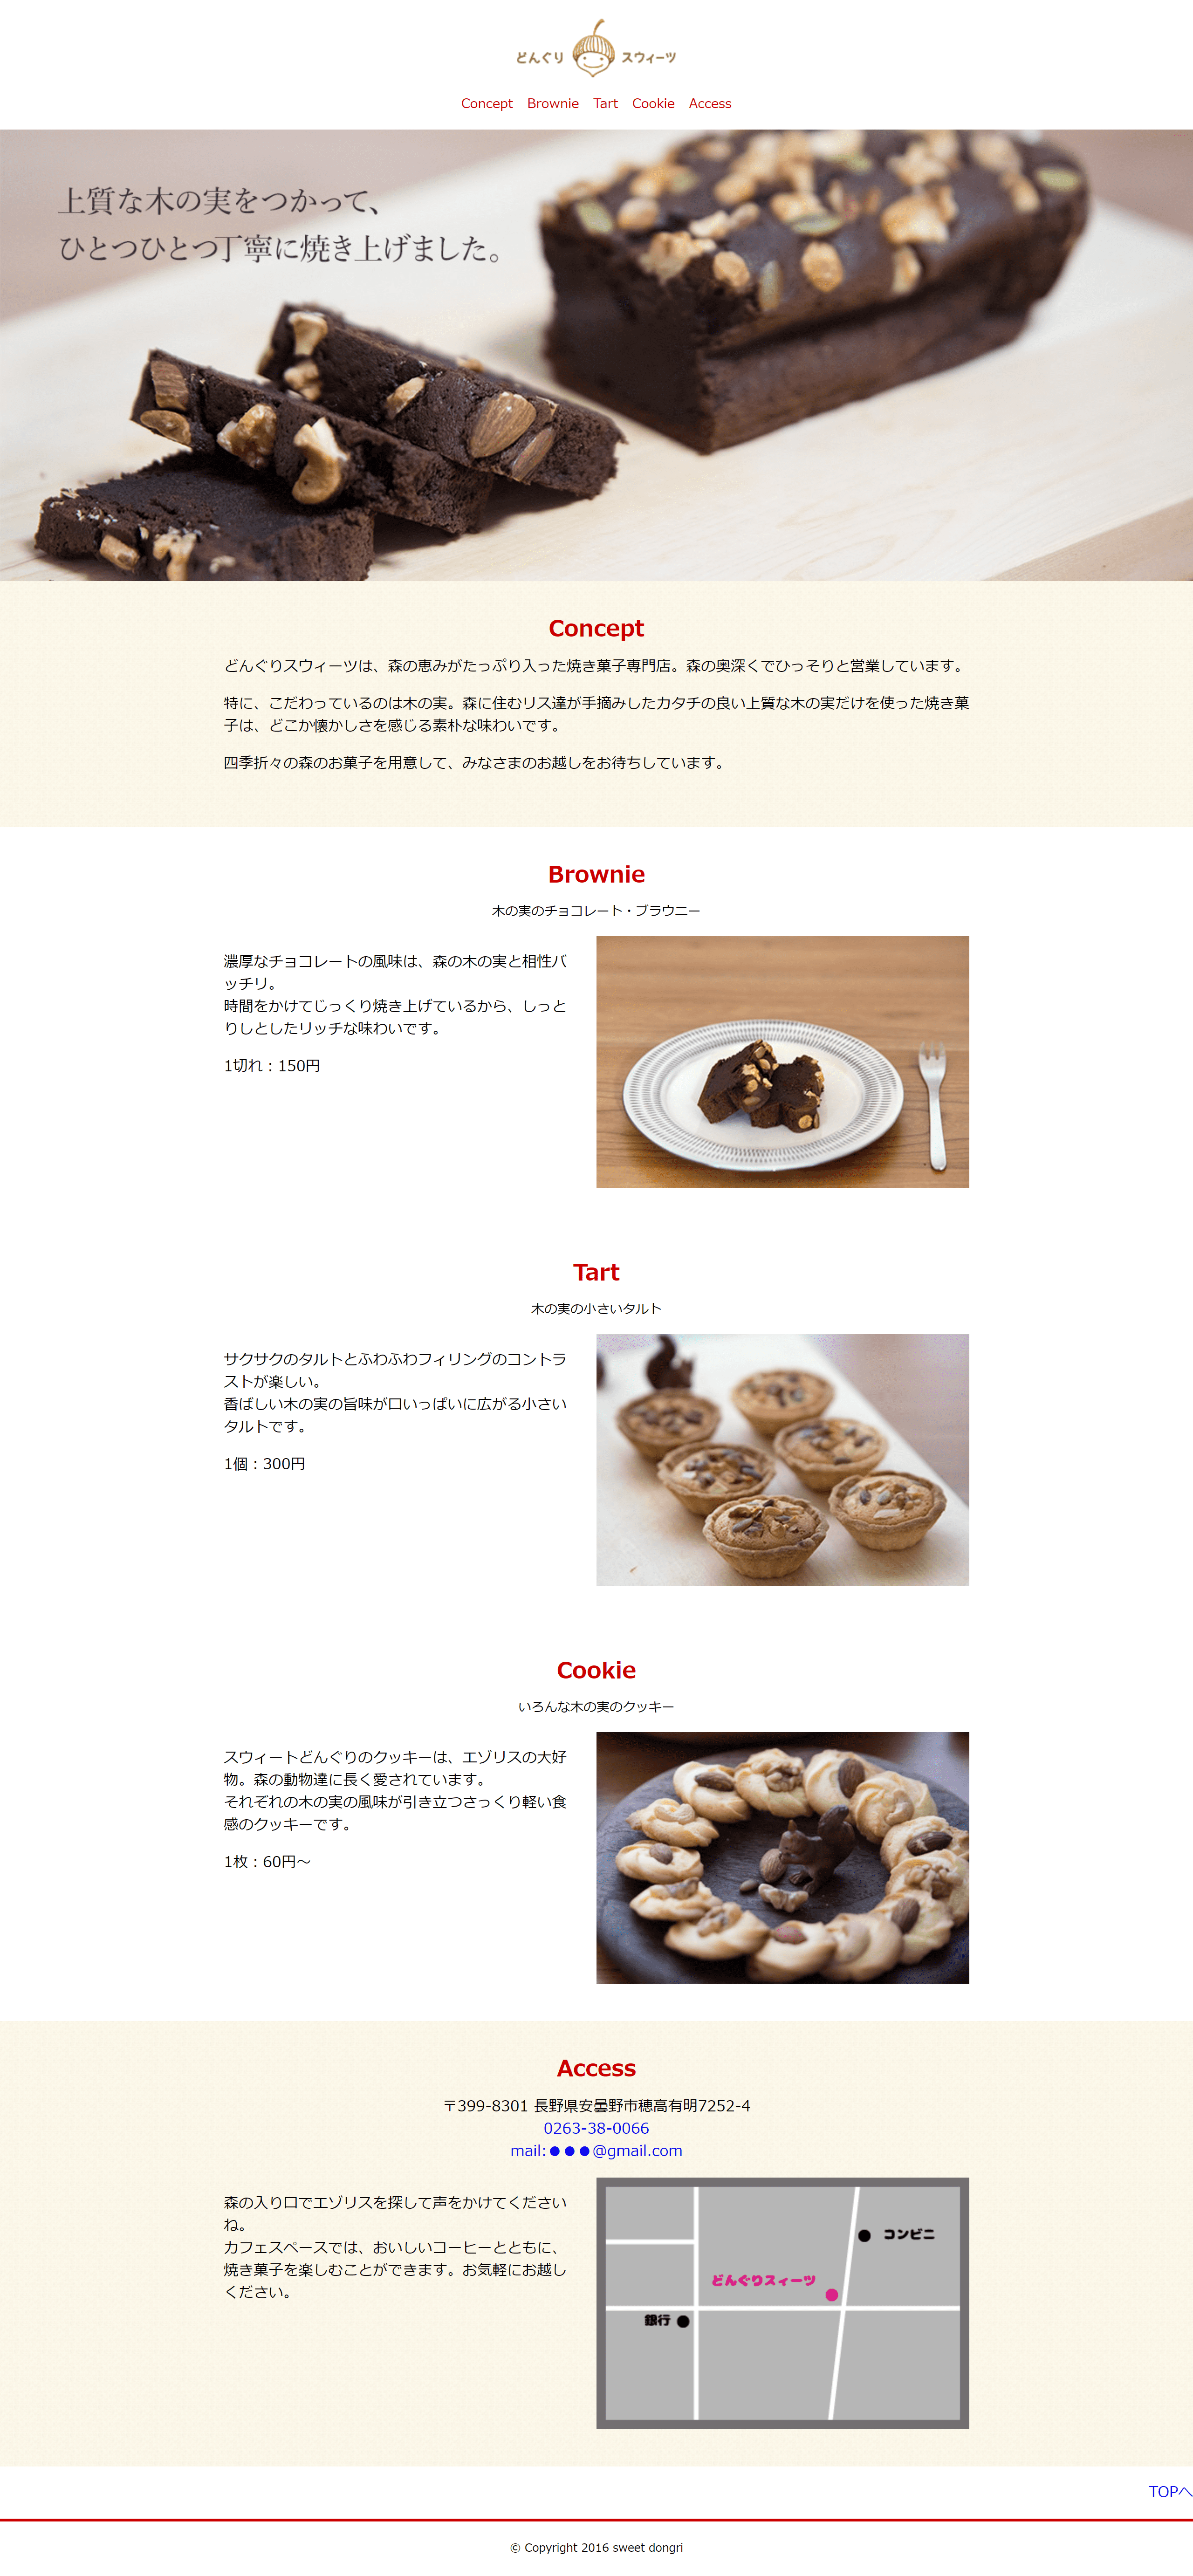 どんぐり スウィーツ
Concept Brownie Tart Cookie Access
上質な木の実をつかって、
ひとつひとつ丁寧に焼き上げました。
Concept
どんぐりスウィーツは、森の恵みがたっぷり入った焼き菓子専門店。森の奥深くでひっそりと営業しています。
特に、こだわっているのは木の実。森に住むリス達が手摘みしたカタチの良い上質な木の実だけを使った焼き菓
子は、どこか懐かしさを感じる素朴な味わいです。
四季折々の森のお菓子を用意して、みなさまのお越しをお待ちしています。
Brownie
木の実のチョコレート・ブラウニー
濃厚なチョコレートの風味は、森の木の実と相性バ
ッチリ。
時間をかけてじっくり焼き上げているから、しっと
りしとしたリッチな味わいです。
1切れ：150円
Tart
木の実の小さいタルト
サクサクのタルトとふわふわフィリングのコントラ
ストが楽しい。
香ばしい木の実の旨味が口いっぱいに広がる小さい
タルトです。
1個：300円
Cookie
いろんな木の実のクッキー
スウィートどんぐりのクッキーは、エゾリスの大好
物。森の動物達に長く愛されています。
それぞれの木の実の風味が引き立つさっくり軽い食
感のクッキーです。
1枚：60円〜
Access
〒399-8301 長野県安曇野市穂高有明7252-4
0263-38-0066
mail:●●●@gmail.com
森の入り口でエゾリスを探して声をかけてください
ね。
カフェスペースでは、おいしいコーヒーとともに、
焼き菓子を楽しむことができます。お気軽にお越し
ください。
コンビニ
どんぐりスィーツ
銀行
TOPへ
© Copyright 2016 sweet dongri